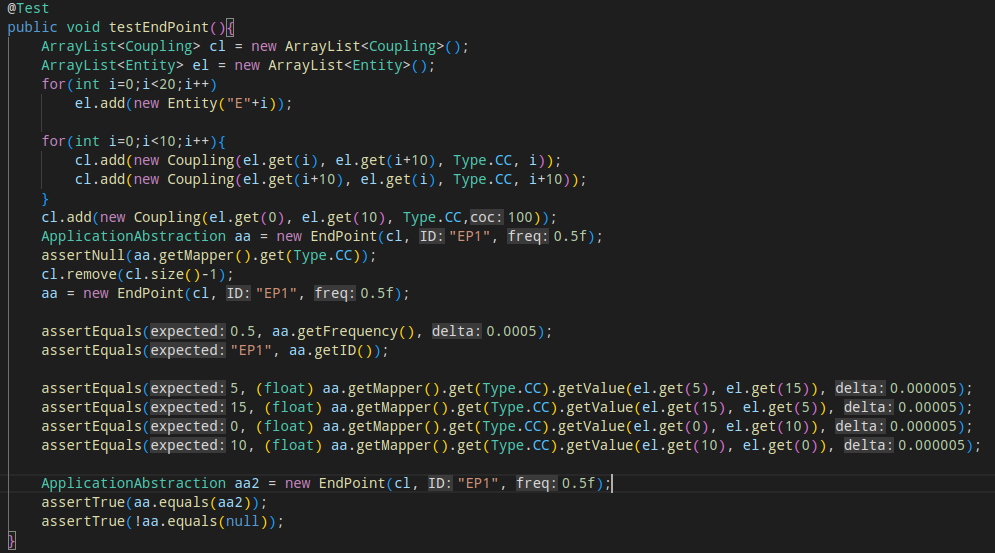 @Test
public void testEndPoint(){
    ArrayList<Coupling> cl = new ArrayList<Coupling>();
    ArrayList<Entity> el = new ArrayList<Entity>();
    for(int i=0;i<20;i++)
        el.add(new Entity("E"+i));

    for(int i=0;i<10;i++){
        cl.add(new Coupling(el.get(i), el.get(i+10), Type.CC, i));
        cl.add(new Coupling(el.get(i+10), el.get(i), Type.CC, i+10));
    }
    cl.add(new Coupling(el.get(0), el.get(10), Type.CC,coc: 100));
    ApplicationAbstraction aa = new EndPoint(cl, ID: "EP1", freq: 0.5f);
    assertNull(aa.getMapper().get(Type.CC));
    cl.remove(cl.size()-1);
    aa = new EndPoint(cl, ID: "EP1", freq: 0.5f);

    assertEquals(expected: 0.5, aa.getFrequency(), delta: 0.0005);
    assertEquals(expected: "EP1", aa.getID());

    assertEquals(expected: 5, (float) aa.getMapper().get(Type.CC).getValue(el.get(5), el.get(15)), delta: 0.000005);
    assertEquals(expected: 15, (float) aa.getMapper().get(Type.CC).getValue(el.get(15), el.get(5)), delta: 0.000005);
    assertEquals(expected: 0, (float) aa.getMapper().get(Type.CC).getValue(el.get(0), el.get(10)), delta: 0.000005);
    assertEquals(expected: 10, (float) aa.getMapper().get(Type.CC).getValue(el.get(10), el.get(0)), delta: 0.000005);

    ApplicationAbstraction aa2 = new EndPoint(cl, ID: "EP1", freq: 0.5f);
    assertTrue(aa.equals(aa2));
    assertTrue(!aa.equals(null));
}